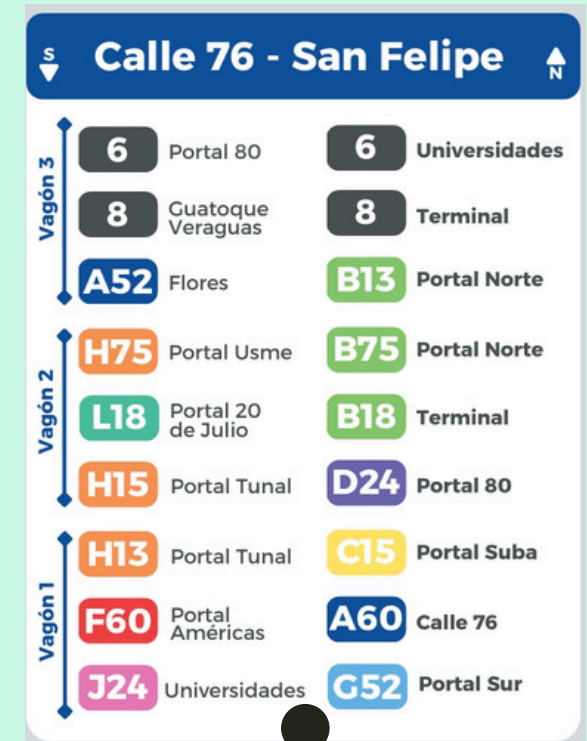 S Calle 76 - San Felipe N
Vagón 3
6 Portal 80 6 Universidades
8 Guatoque
Veraguas 8 Terminal
A52 Flores B13 Portal Norte
Vagón 2
H75 Portal Usme B75 Portal Norte
L18 Portal 20
de Julio B18 Terminal
H15 Portal Tunal D24 Portal 80
Vagón 1
H13 Portal Tunal C15 Portal Suba
F60 Portal
Américas A60 Calle 76
J24 Universidades G52 Portal Sur